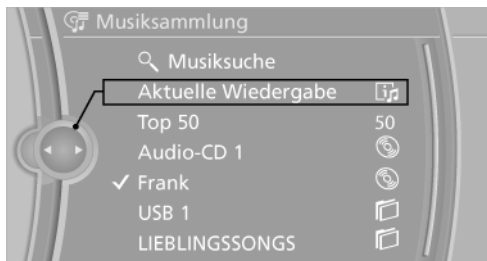 Musiksammlung
Musiksuche
Aktuelle Wiedergabe
Top 50 50
Audio-CD 1
Frank
USB 1
LIEBLINGSSONGS